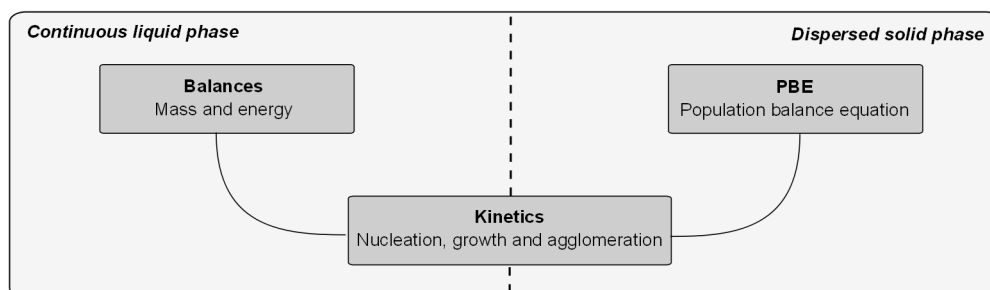 Continuous liquid phase
Dispersed solid phase
Balances
Mass and energy
PBE
Population balance equation
Kinetics
Nucleation, growth and agglomeration